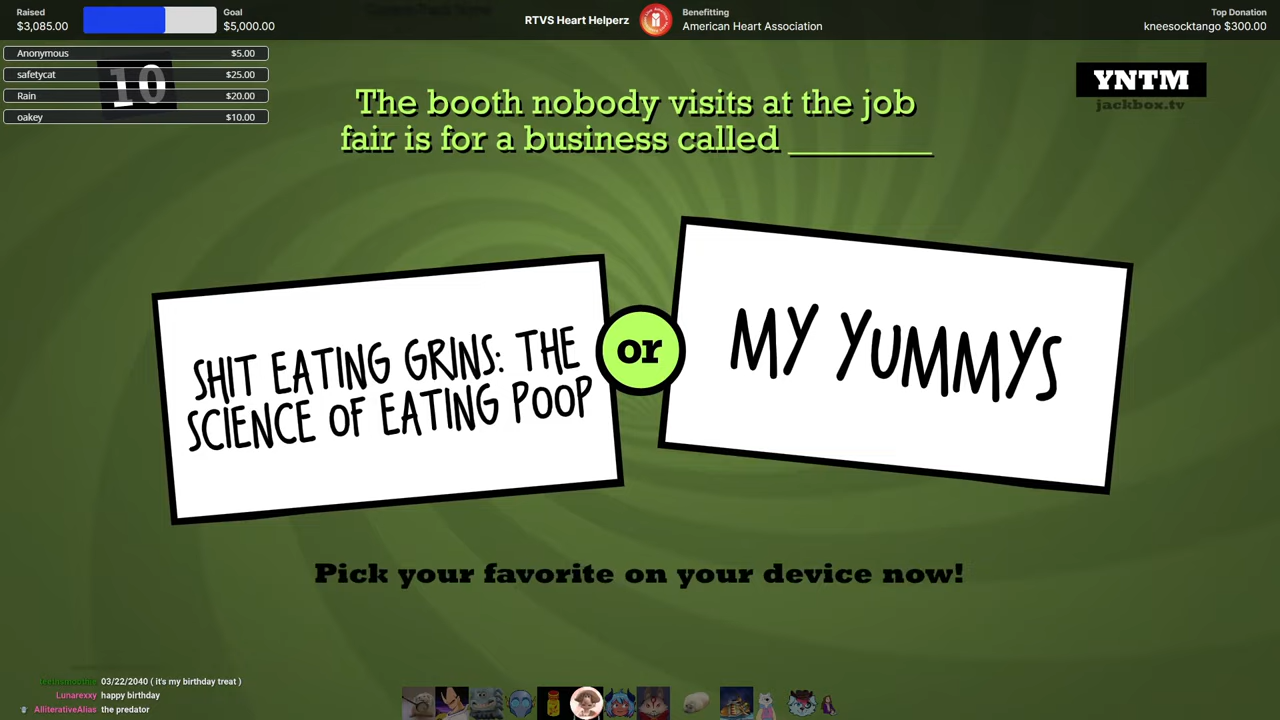 Raised
$3,085.00
Goal
$5,000.00
RTVS Heart Helperz
Benefitting
American Heart Association
Top Donation
kneesocktango $300.00
Anonymous $5.00
safetycat $25.00
Rain $20.00
oakey $10.00
10
YNTM
jackbox.tv
The booth nobody visits at the job
fair is for a business called _________
SHIT EATING GRINS: THE
SCIENCE OF EATING POOP
or
MY YUMMYS
Pick your favorite on your device now!
03/22/2040 ( it's my birthday treat )
Lunarexxy happy birthday
AlliterativeAlias the predator